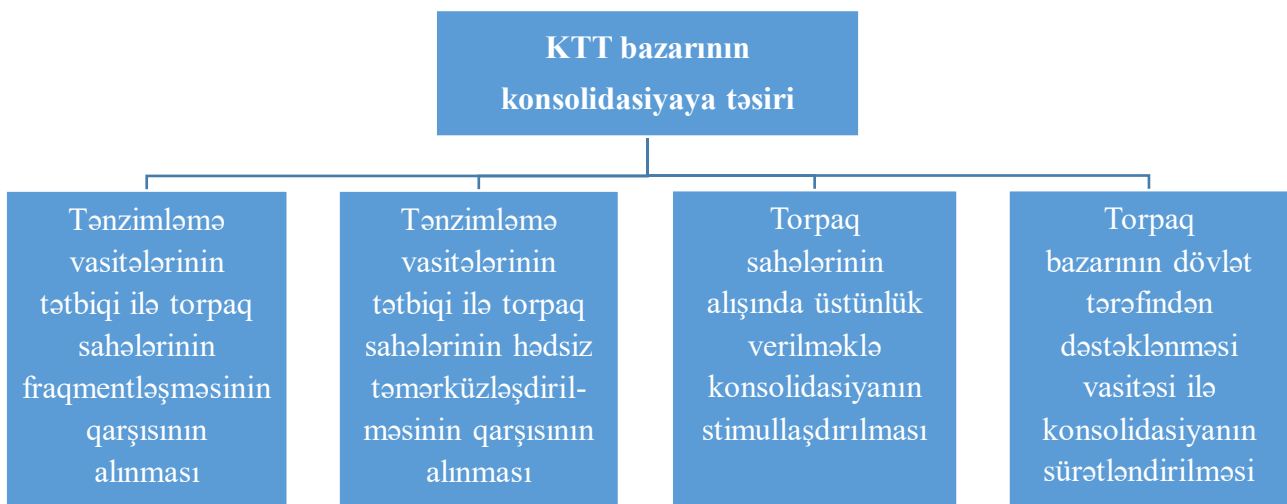 KTT bazarının
konsolidasiyaya təsiri
Tənzimləmə
vasitələrinin
tətbiqi ilə torpaq
sahələrinin
fraqmentləşməsinin
qarşısının
alınması
Tənzimləmə
vasitələrinin
tətbiqi ilə torpaq
sahələrinin hədsiz
təmərküzləşdiril-
məsinin qarşısının
alınması
Torpaq
sahələrinin
alışında üstünlük
verilməklə
konsolidasiyanın
stimullaşdırılması
Torpaq
bazarının dövlət
tərəfindən
dəstəklənməsi
vasitəsi ilə
konsolidasiyanın
sürətləndirilməsi